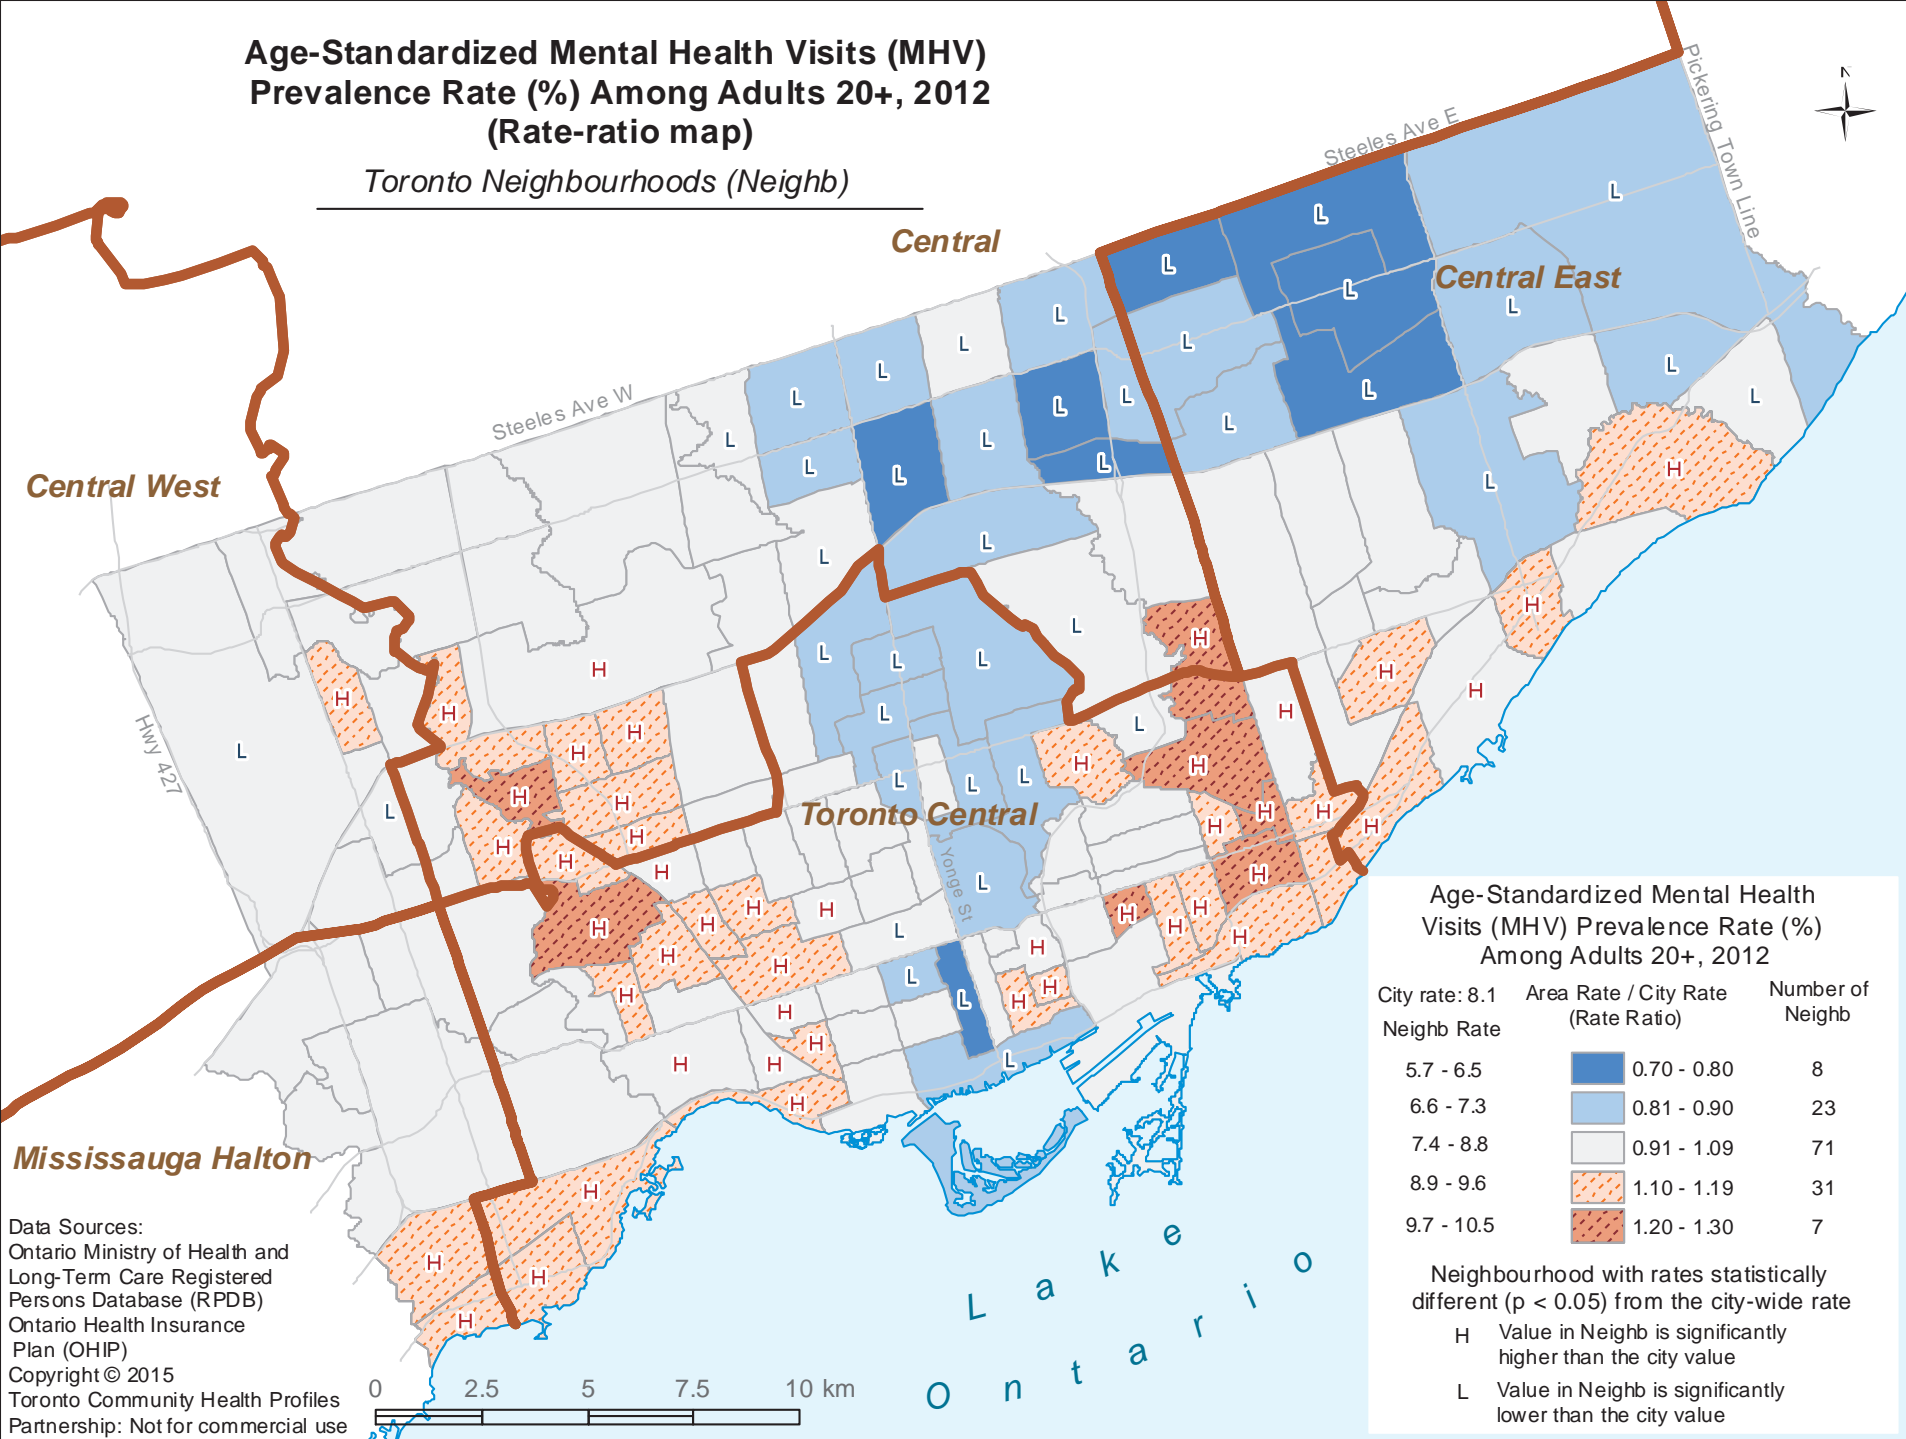 Age-Standardized Mental Health Visits (MHV)
Prevalence Rate (%) Among Adults 20+, 2012
(Rate-ratio map)
Toronto Neighbourhoods (Neighb)
N
Pickering Town Line
Steeles Ave E
Central
Central East
Steeles Ave W
Central West
Hwy 427
Toronto Central
Yonge St
Mississauga Halton
Lake
Ontario
L
H
Age-Standardized Mental Health
Visits (MHV) Prevalence Rate (%)
Among Adults 20+, 2012
City rate: 8.1 Area Rate / City Rate Number of
Neighb Rate (Rate Ratio) Neighb
5.7 - 6.5 0.70 - 0.80 8
6.6 - 7.3 0.81 - 0.90 23
7.4 - 8.8 0.91 - 1.09 71
8.9 - 9.6 1.10 - 1.19 31
9.7 - 10.5 1.20 - 1.30 7
Neighbourhood with rates statistically
different (p < 0.05) from the city-wide rate
H Value in Neighb is significantly
higher than the city value
L Value in Neighb is significantly
lower than the city value
Data Sources:
Ontario Ministry of Health and
Long-Term Care Registered
Persons Database (RPDB)
Ontario Health Insurance
Plan (OHIP)
Copyright © 2015
Toronto Community Health Profiles
Partnership: Not for commercial use
0 2.5 5 7.5 10 km